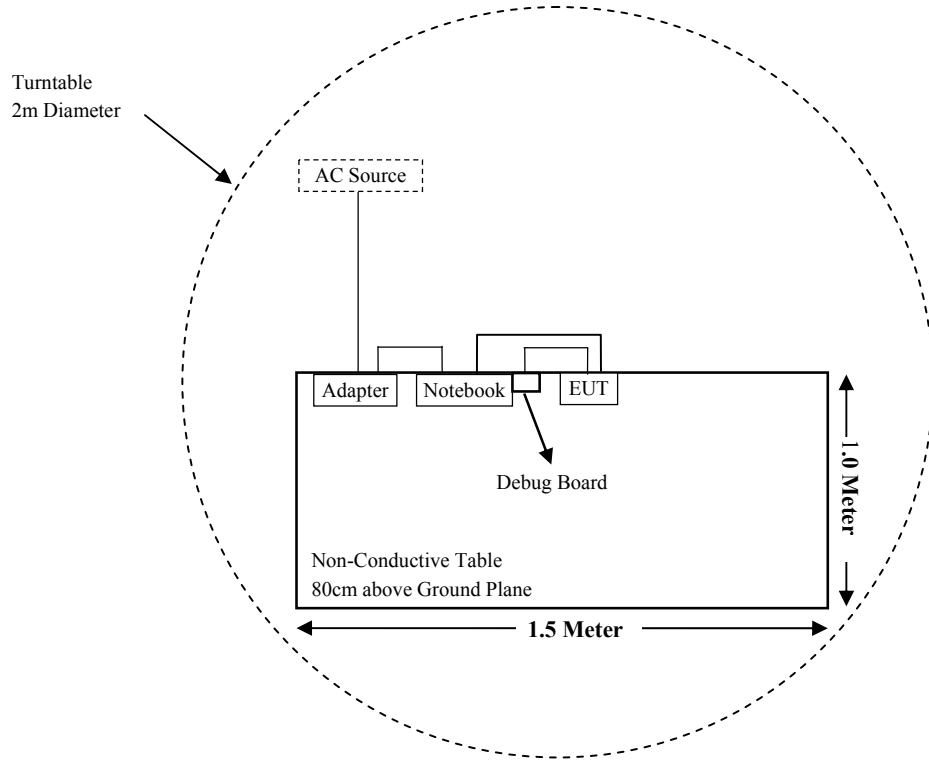 Turntable
2m Diameter
AC Source
Adapter
Notebook
EUT
Debug Board
1.0 Meter
Non-Conductive Table
80cm above Ground Plane
1.5 Meter